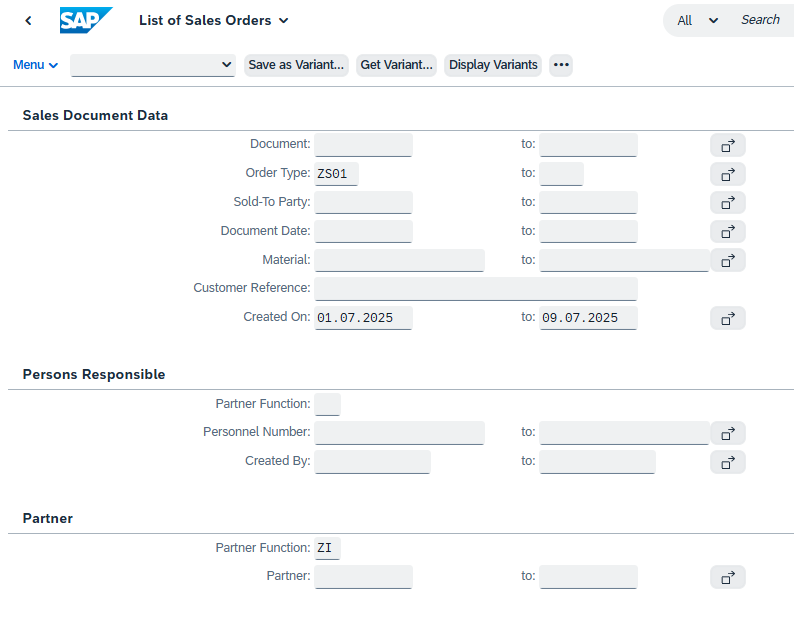 SAP List of Sales Orders All Search
Menu Save as Variant... Get Variant... Display Variants •••
Sales Document Data
Document: to:
Order Type: ZS01 to:
Sold-To Party: to:
Document Date: to:
Material: to:
Customer Reference:
Created On: 01.07.2025 to: 09.07.2025
Persons Responsible
Partner Function:
Personnel Number: to:
Created By: to:
Partner
Partner Function: ZI
Partner: to: